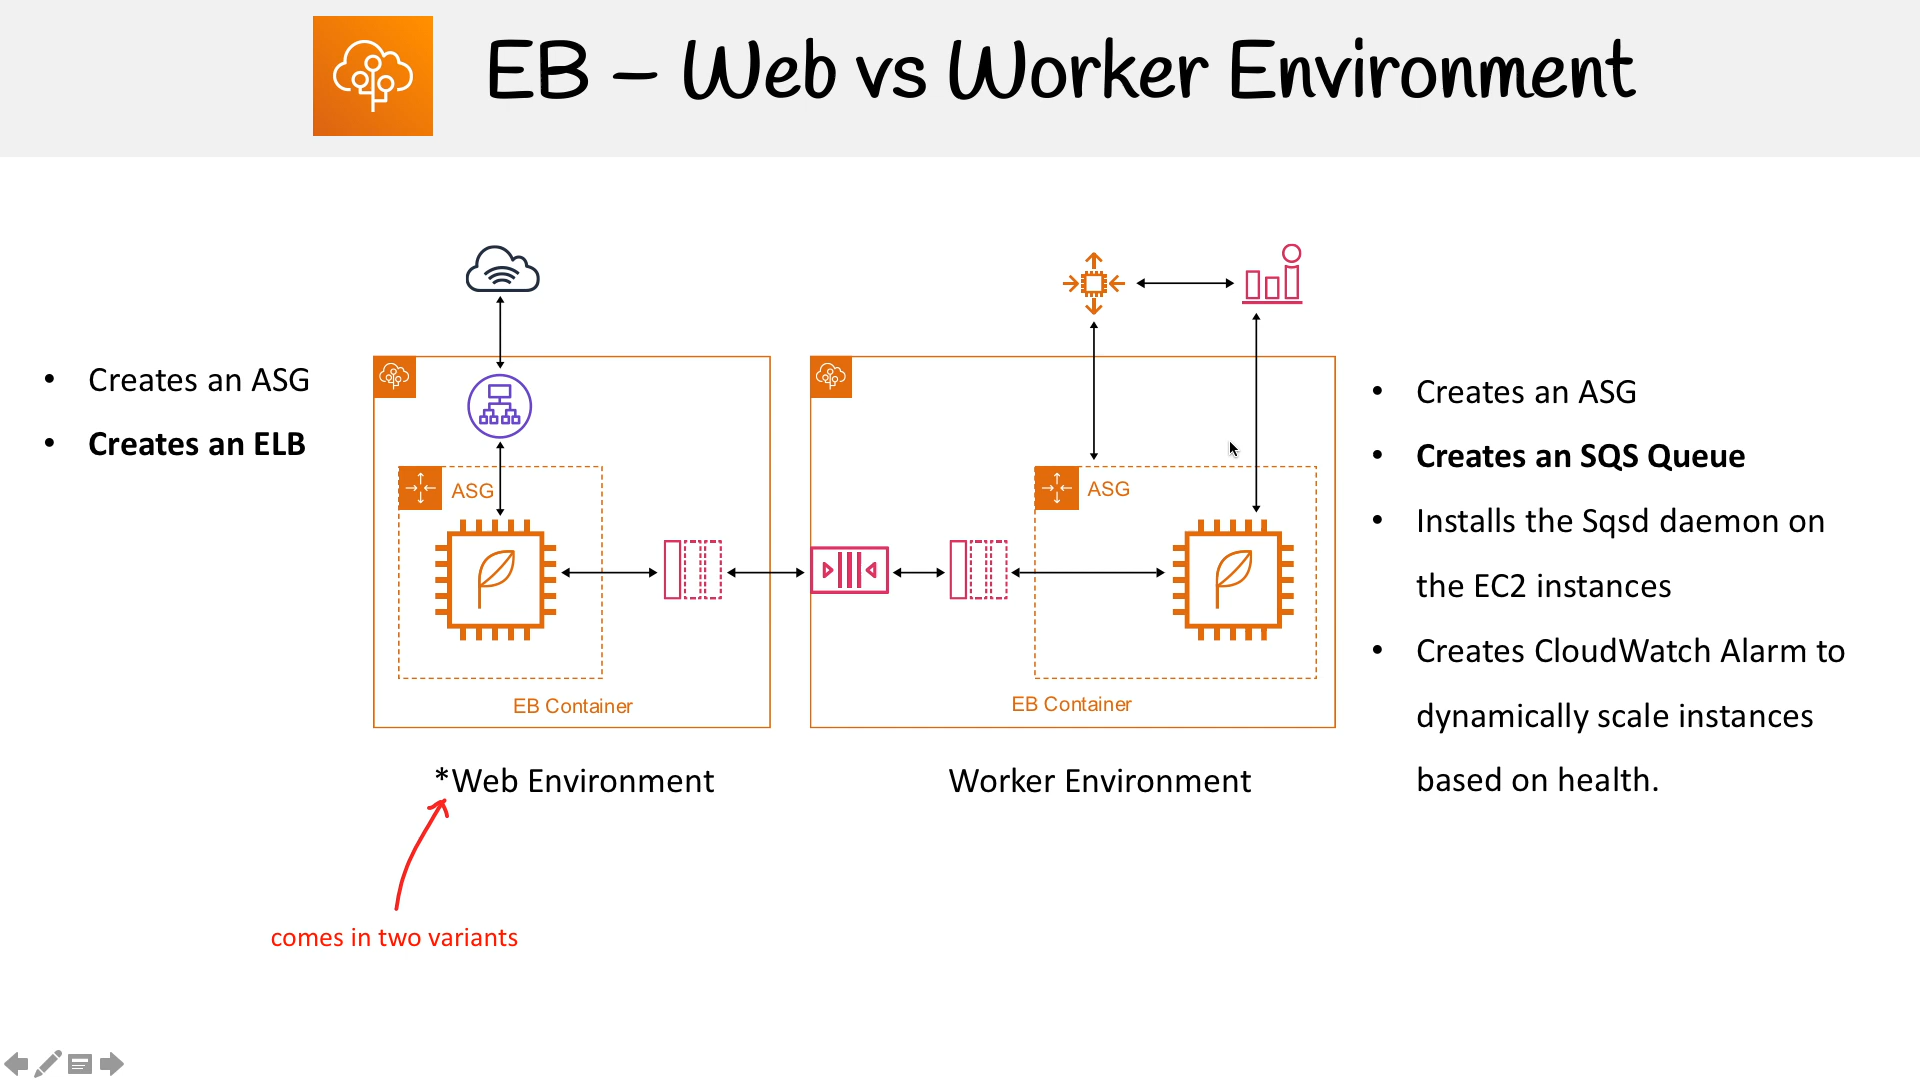 EB – Web vs Worker Environment
• Creates an ASG
• Creates an ELB
ASG
EB Container
*Web Environment
comes in two variants
ASG
EB Container
Worker Environment
• Creates an ASG
• Creates an SQS Queue
• Installs the Sqsd daemon on
the EC2 instances
• Creates CloudWatch Alarm to
dynamically scale instances
based on health.